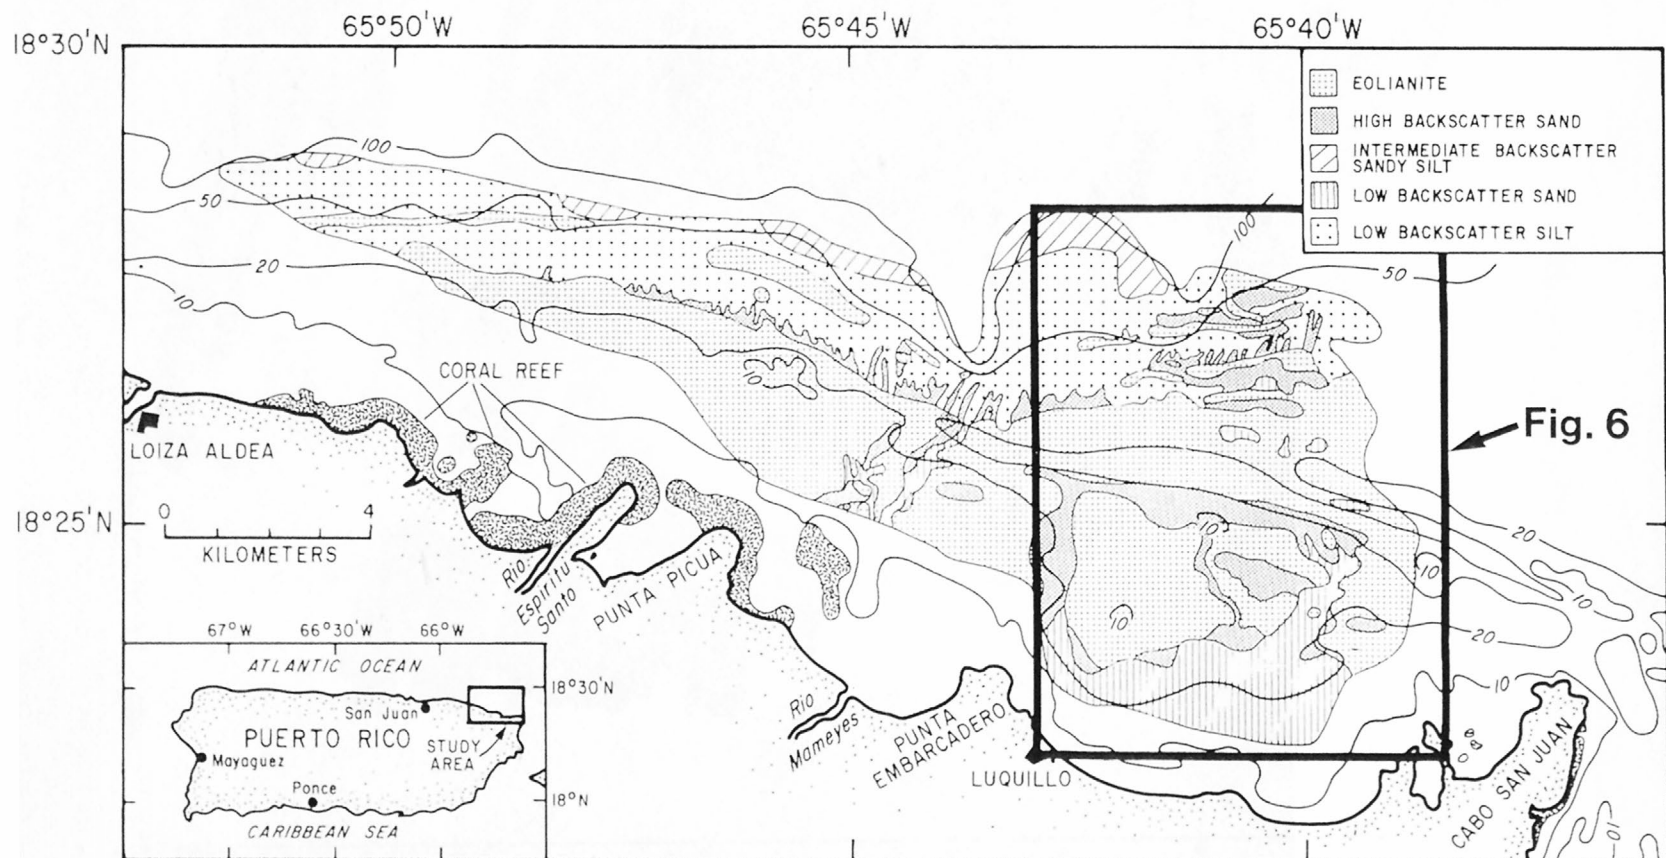 65°50'W
65°45'W
65°40'W
18°30'N
EOLIANITE
HIGH BACKSCATTER SAND
INTERMEDIATE BACKSCATTER
SANDY SILT
LOW BACKSCATTER SAND
LOW BACKSCATTER SILT
100
50
20
10
100
50
10
CORAL REEF
Fig. 6
LOIZA ALDEA
18°25'N
0 4
KILOMETERS
Rio
Espiritu
Santo
PUNTA PICUA
10
10
20
10
10
20
10
10
Rio
Mameyes
PUNTA
EMBARCADERO
LUQUILLO
CABO SAN JUAN
67°W
66°30'W
66°W
ATLANTIC OCEAN
18°30'N
San Juan
PUERTO RICO
STUDY
AREA
Mayaguez
Ponce
18°N
CARIBBEAN SEA